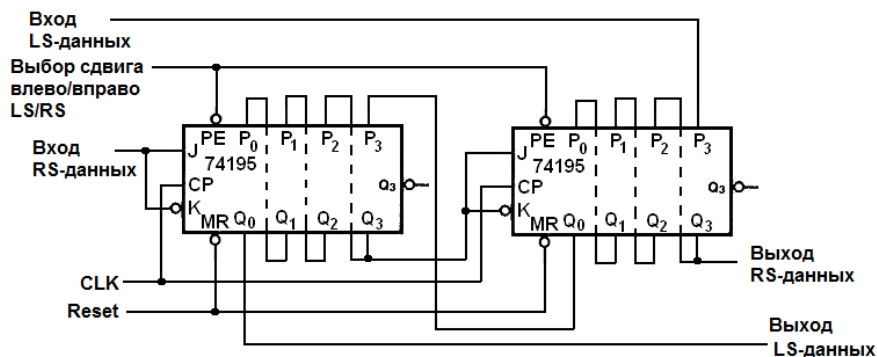 Вход
LS-данных
Выбор сдвига
влево/вправо
LS/RS
Вход
RS-данных
CLK
Reset
PE P0 P1 P2 P3
J 74195
CP Q3
K
MR Q0 Q1 Q2 Q3
PE P0 P1 P2 P3
J 74195
CP Q3
K
MR Q0 Q1 Q2 Q3
Выход
RS-данных
Выход
LS-данных